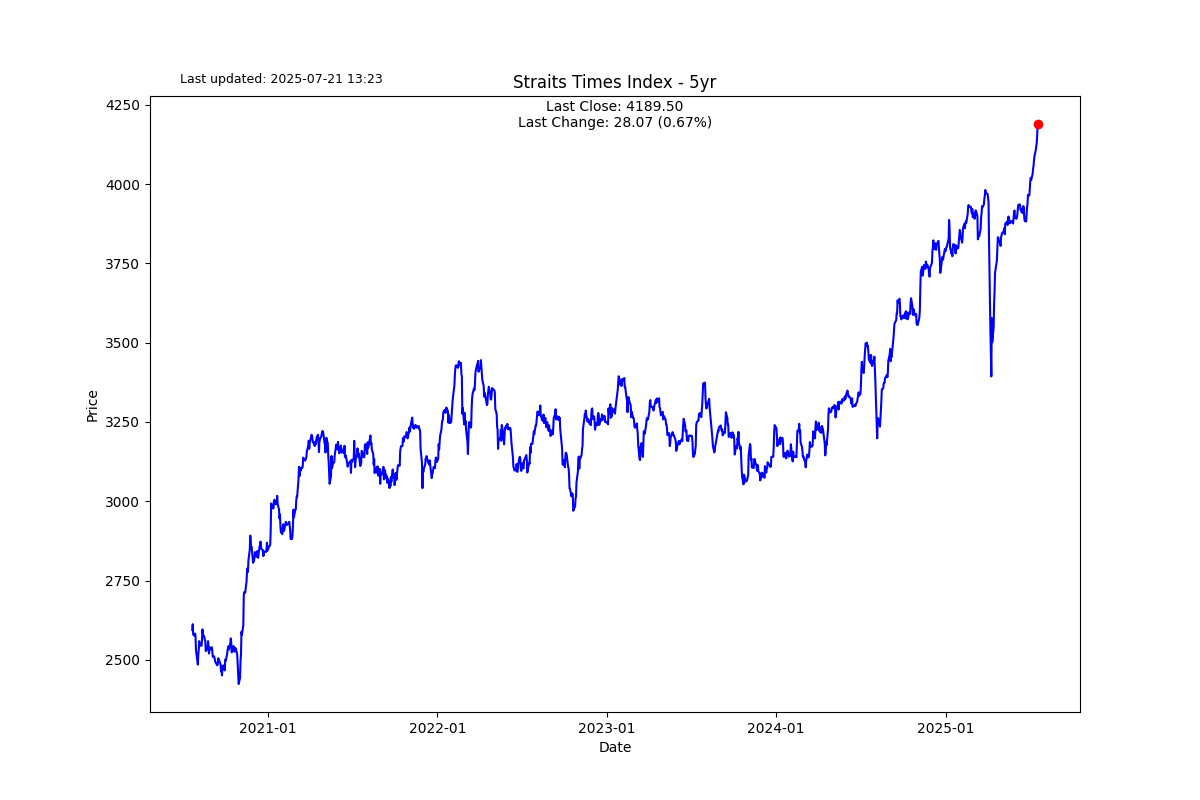 Last updated: 2025-07-21 13:23
Straits Times Index - 5yr
Last Close: 4189.50
Last Change: 28.07 (0.67%)
4250
4000
3750
3500
3250
3000
2750
2500
Price
2021-01
2022-01
2023-01
2024-01
2025-01
Date